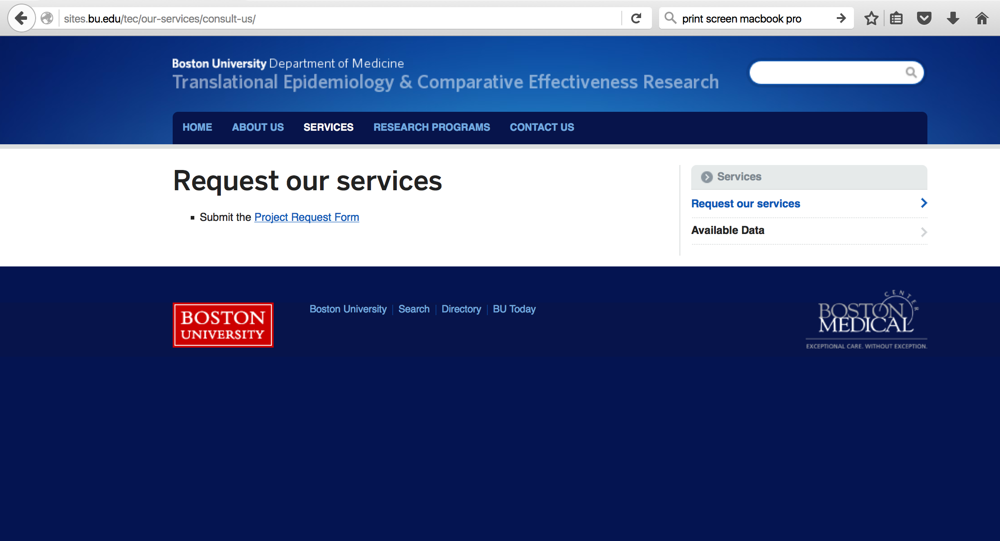 sites.bu.edu/tec/our-services/consult-us/
print screen macbook pro
Boston University Department of Medicine
Translational Epidemiology & Comparative Effectiveness Research
HOME ABOUT US SERVICES RESEARCH PROGRAMS CONTACT US
Request our services
Submit the Project Request Form
Services
Request our services
Available Data
BOSTON
UNIVERSITY
Boston University | Search | Directory | BU Today
CENTER
BOSTON
MEDICAL
EXCEPTIONAL CARE. WITHOUT EXCEPTION.